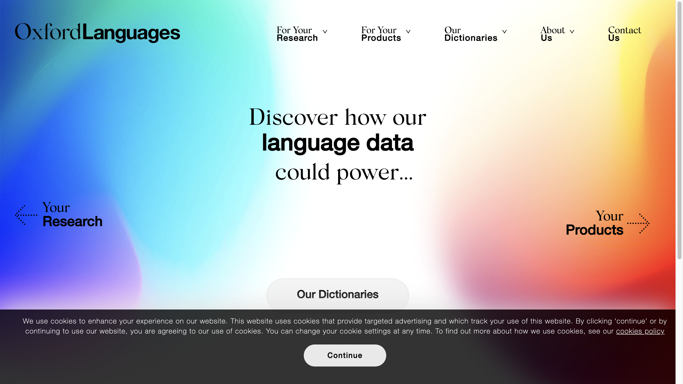 OxfordLanguages
For Your
Research
For Your
Products
Our
Dictionaries
About
Us
Contact
Us
Discover how our
language data
could power...
Your
Research
Your
Products
Our Dictionaries
We use cookies to enhance your experience on our website. This website uses cookies that provide targeted advertising and which track your use of this website. By clicking 'continue' or by
continuing to use our website, you are agreeing to our use of cookies. You can change your cookie settings at any time. To find out more about how we use cookies, see our cookies policy
Continue